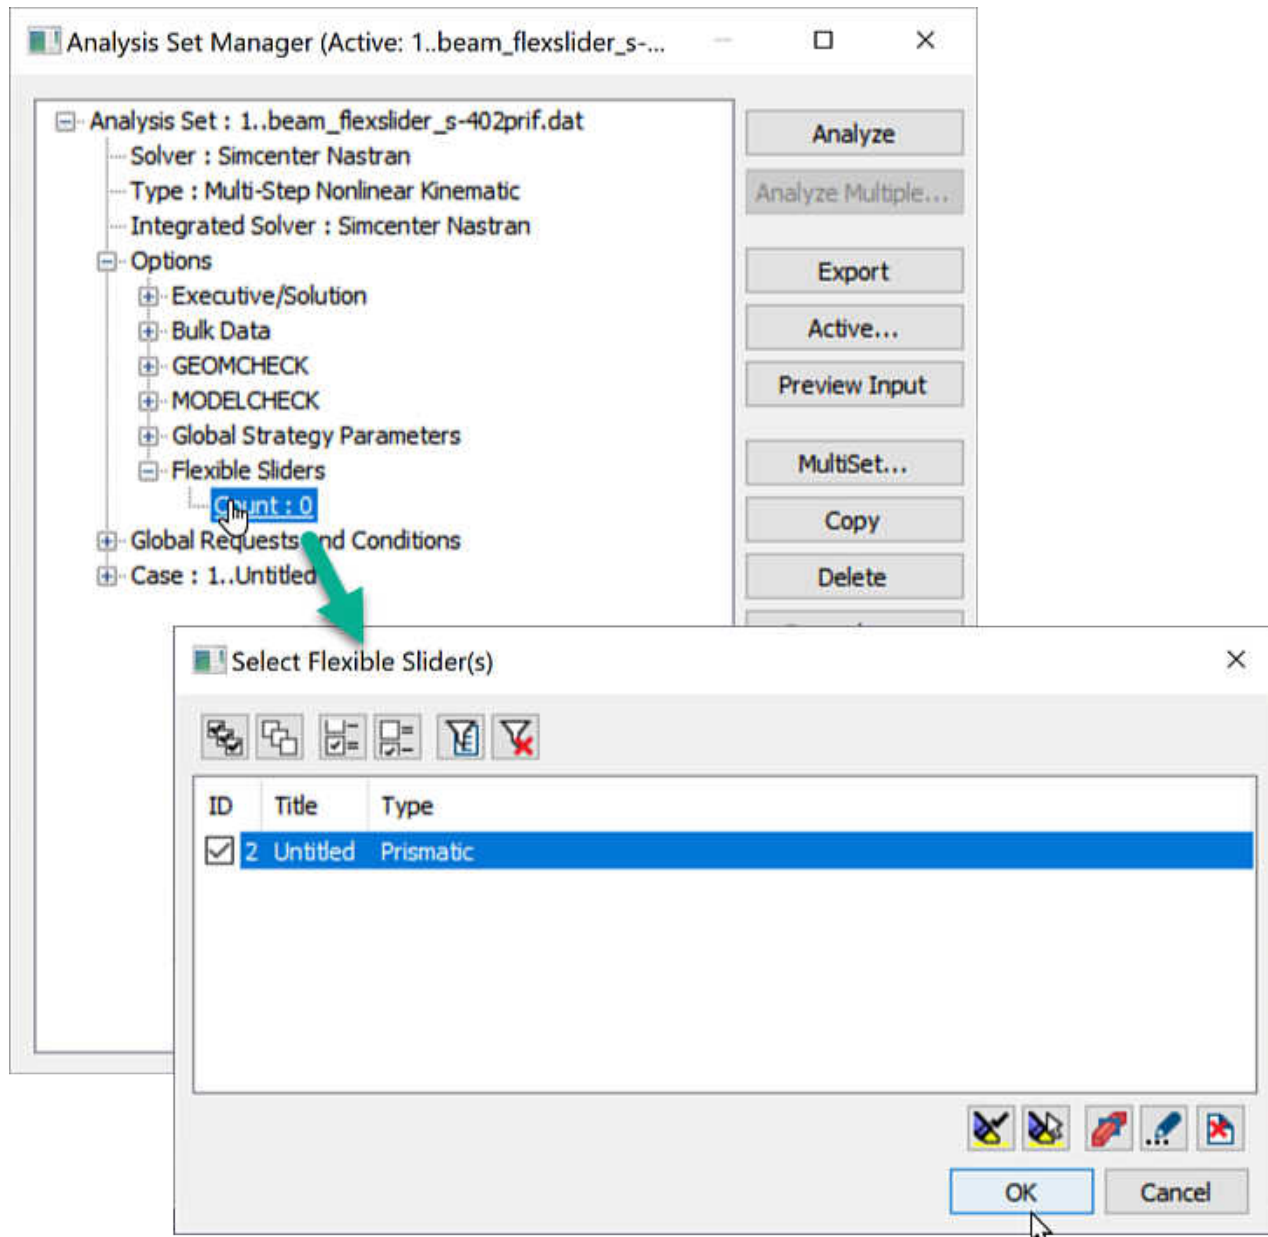 Analysis Set Manager (Active: 1..beam_flexslider_s-...
Analysis Set : 1..beam_flexslider_s-402prif.dat
Solver : Simcenter Nastran
Type : Multi-Step Nonlinear Kinematic
Integrated Solver : Simcenter Nastran
Options
Executive/Solution
Bulk Data
GEOMCHECK
MODELCHECK
Global Strategy Parameters
Flexible Sliders
Count : 0
Global Requests and Conditions
Case : 1..Untitled
Analyze
Analyze Multiple...
Export
Active...
Preview Input
MultiSet...
Copy
Delete
Select Flexible Slider(s)
ID Title Type
2 Untitled Prismatic
OK Cancel